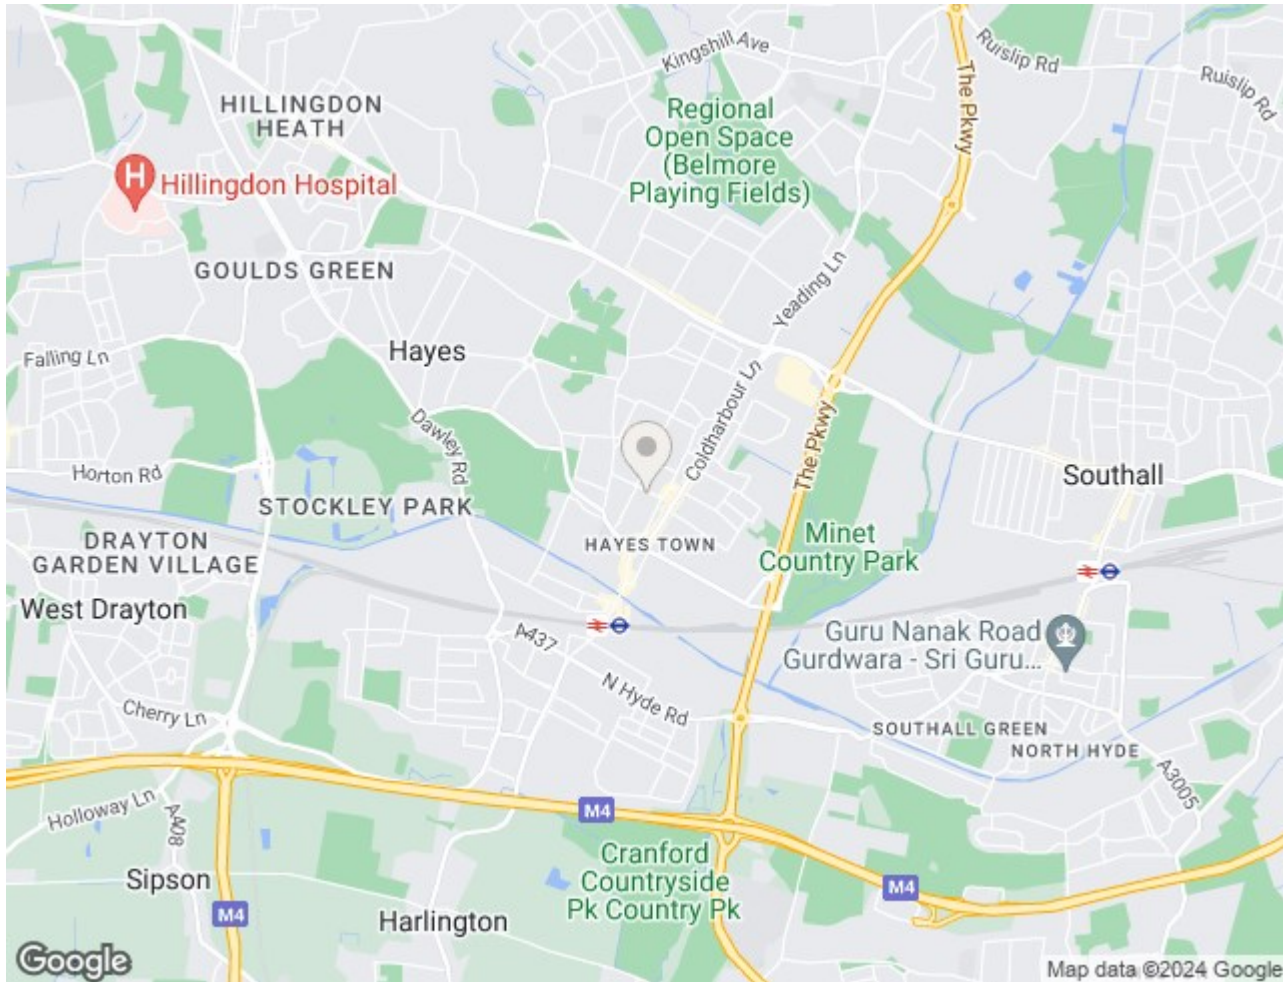 Kingshill Ave
Ruislip Rd
Ruislip Rd
The Pkwy
HILLINGDON
HEATH
Regional
Open Space
(Belmore
Playing Fields)
H
Hillingdon Hospital
GOULDS GREEN
Yeading Ln
Falling Ln
Hayes
Coldharbour Ln
The Pkwy
Dawley Rd
Horton Rd
Southall
STOCKLEY PARK
DRAYTON
GARDEN VILLAGE
HAYES TOWN
Minet
Country Park
West Drayton
A437
Guru Nanak Road
Gurdwara - Sri Guru...
N Hyde Rd
Cherry Ln
SOUTHALL GREEN
NORTH HYDE
A3005
Holloway Ln
A408
M4
Sipson
Cranford
Countryside
Pk Country Pk
M4
M4
Harlington
Google
Map data ©2024 Google